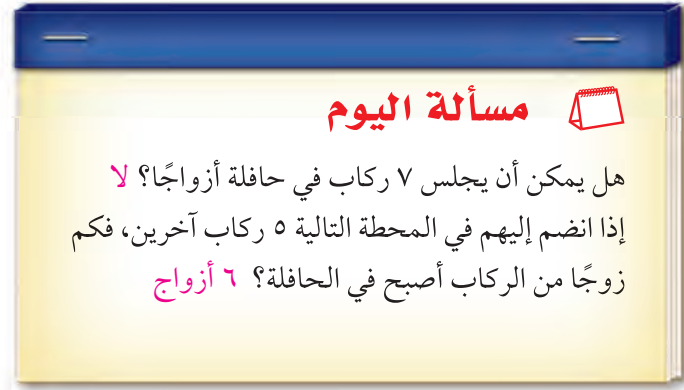 مسألة اليوم
هل يمكن أن يجلس ٧ ركاب في حافلة أزواجًا؟ لا
إذا انضم إليهم في المحطة التالية ٥ ركاب آخرين، فكم
زوجًا من الركاب أصبح في الحافلة؟ ٦ أزواج